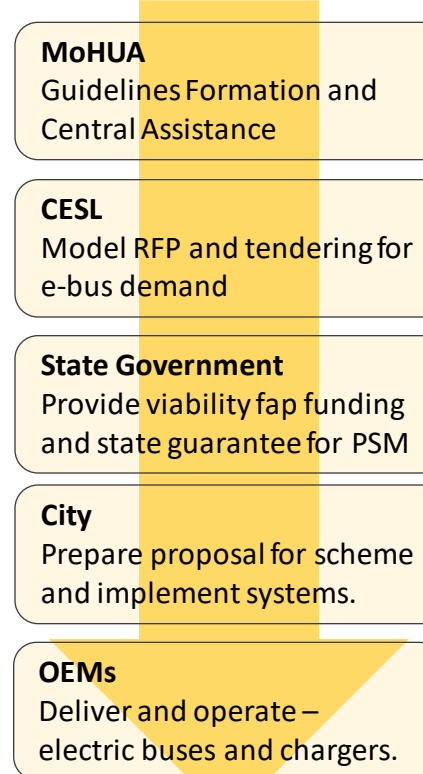 MoHUA
Guidelines Formation and
Central Assistance
CESL
Model RFP and tendering for
e-bus demand
State Government
Provide viability fap funding
and state guarantee for PSM
City
Prepare proposal for scheme
and implement systems.
OEMs
Deliver and operate –
electric buses and chargers.